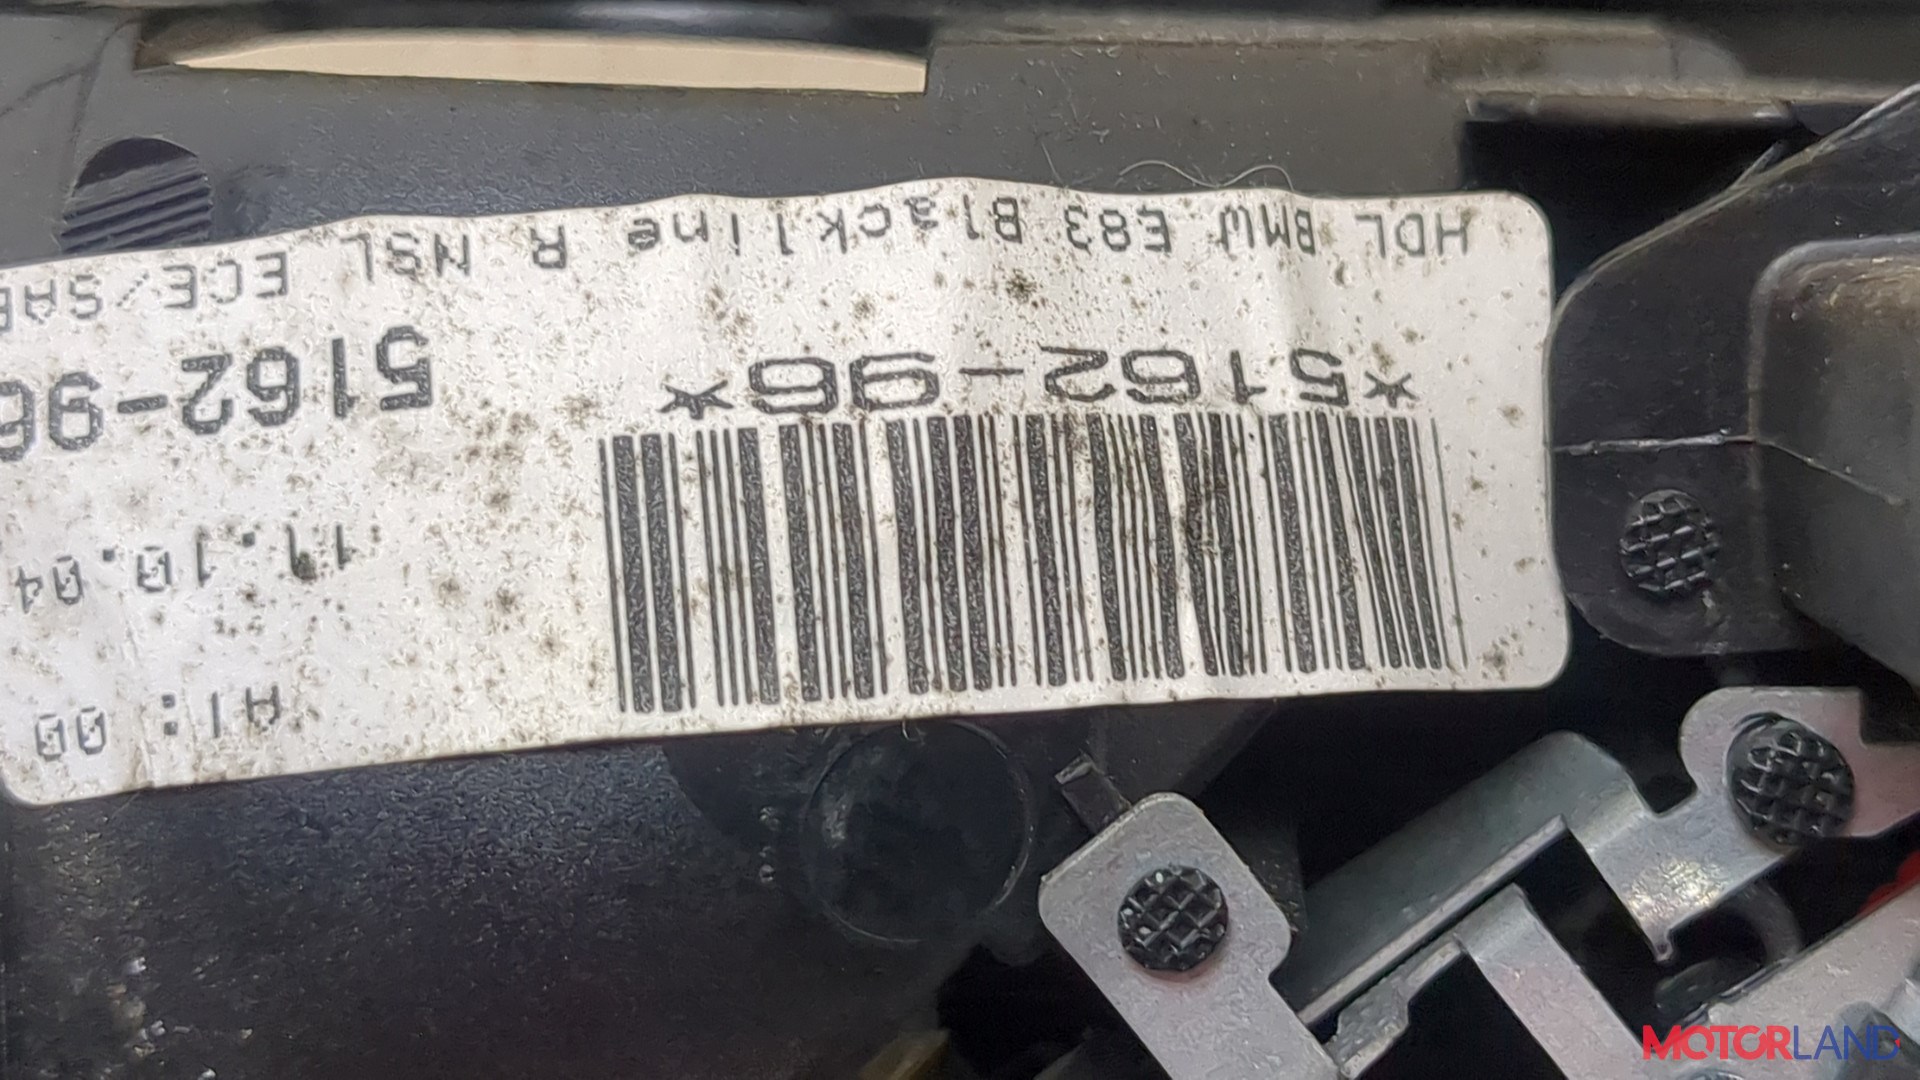 AI: 00
11.10.04
*5162-96* 5162-96
HDL BMW E83 Blackline R NSL ECE/SAE
MOTORLAND